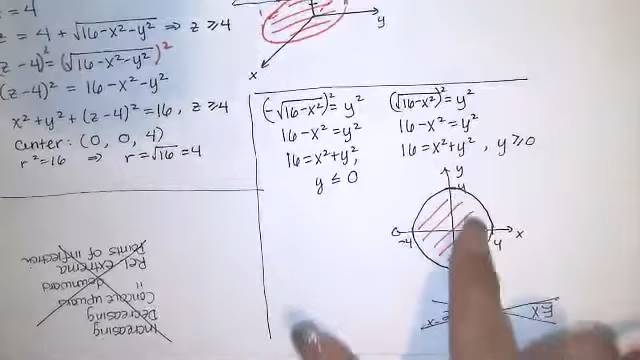 = 4
z = 4 + √16-x²-y² ⇒ z ≥ 4
(z-4)² = (√16-x²-y²)²
(z-4)² = 16-x²-y²
x²+y²+(z-4)²=16, z≥4
center: (0, 0, 4)
r²=16 ⇒ r=√16=4
y
x
(-√16-x²)²=y²
16-x²=y²
16=x²+y²,
y ≤ 0
(√16-x²)²=y²
16-x²=y²
16=x²+y², y≥0
y
4
-4
4
x
Increasing
Decreasing
Concave upwards
" downwards
Rel. extrema
Points of inflection